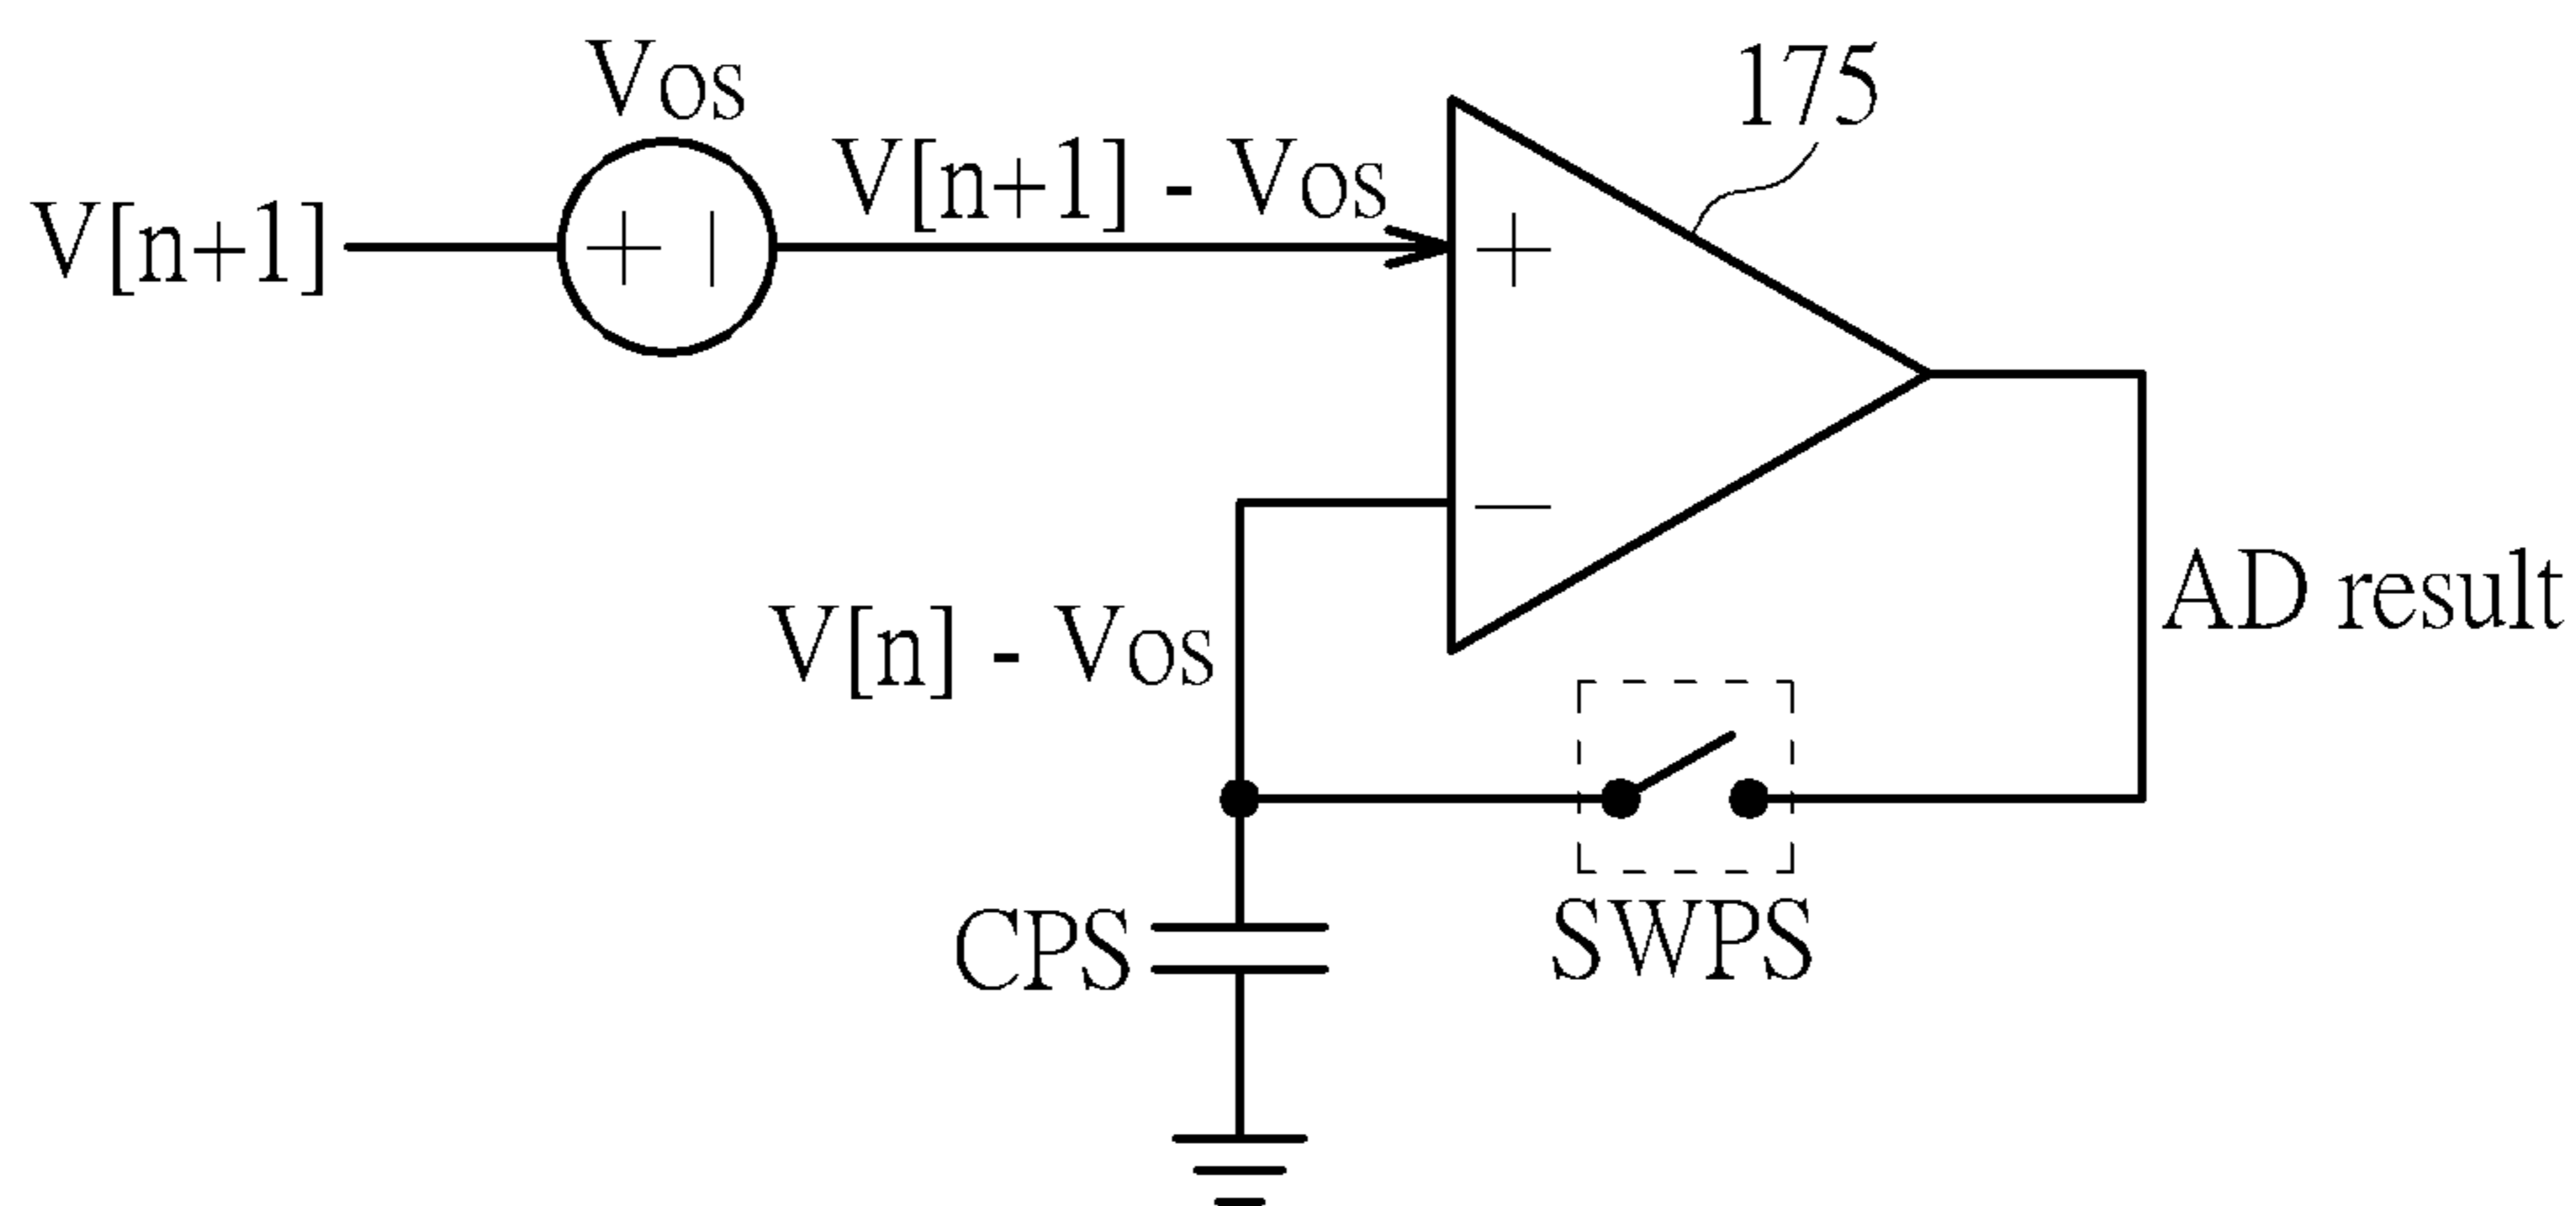 Vos
175
V[n+1] - Vos
V[n+1]
+ −
+
−
AD result
V[n] - Vos
SWPS
CPS